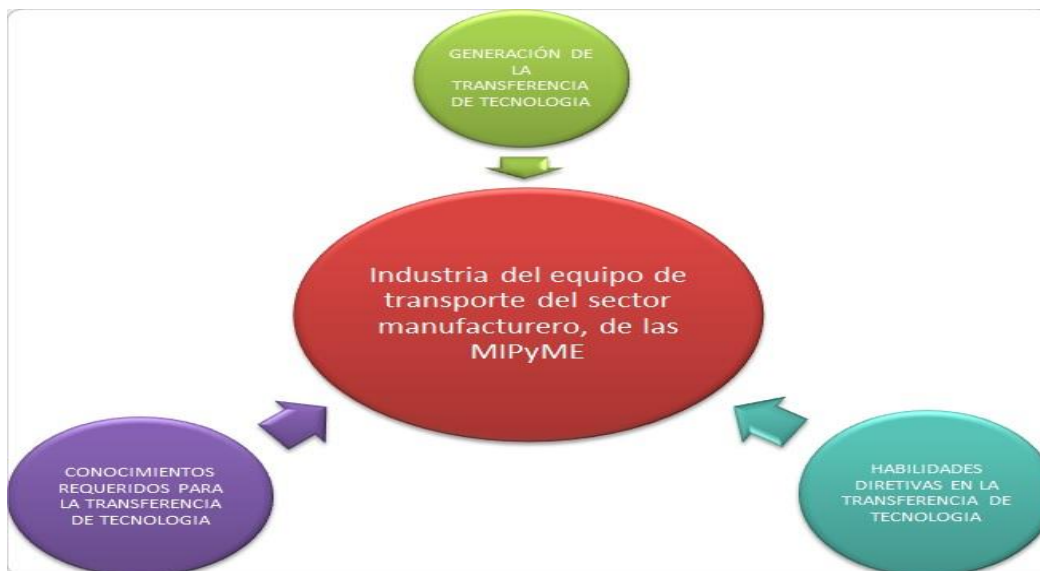 GENERACIÓN DE
LA
TRANSFERENCIA
DE TECNOLOGIA
Industria del equipo de
transporte del sector
manufacturero, de las
MIPyME
CONOCIMIENTOS
REQUERIDOS PARA
LA TRANSFERENCIA
DE TECNOLOGIA
HABILIDADES
DIRETIVAS EN LA
TRANSFERENCIA DE
TECNOLOGIA